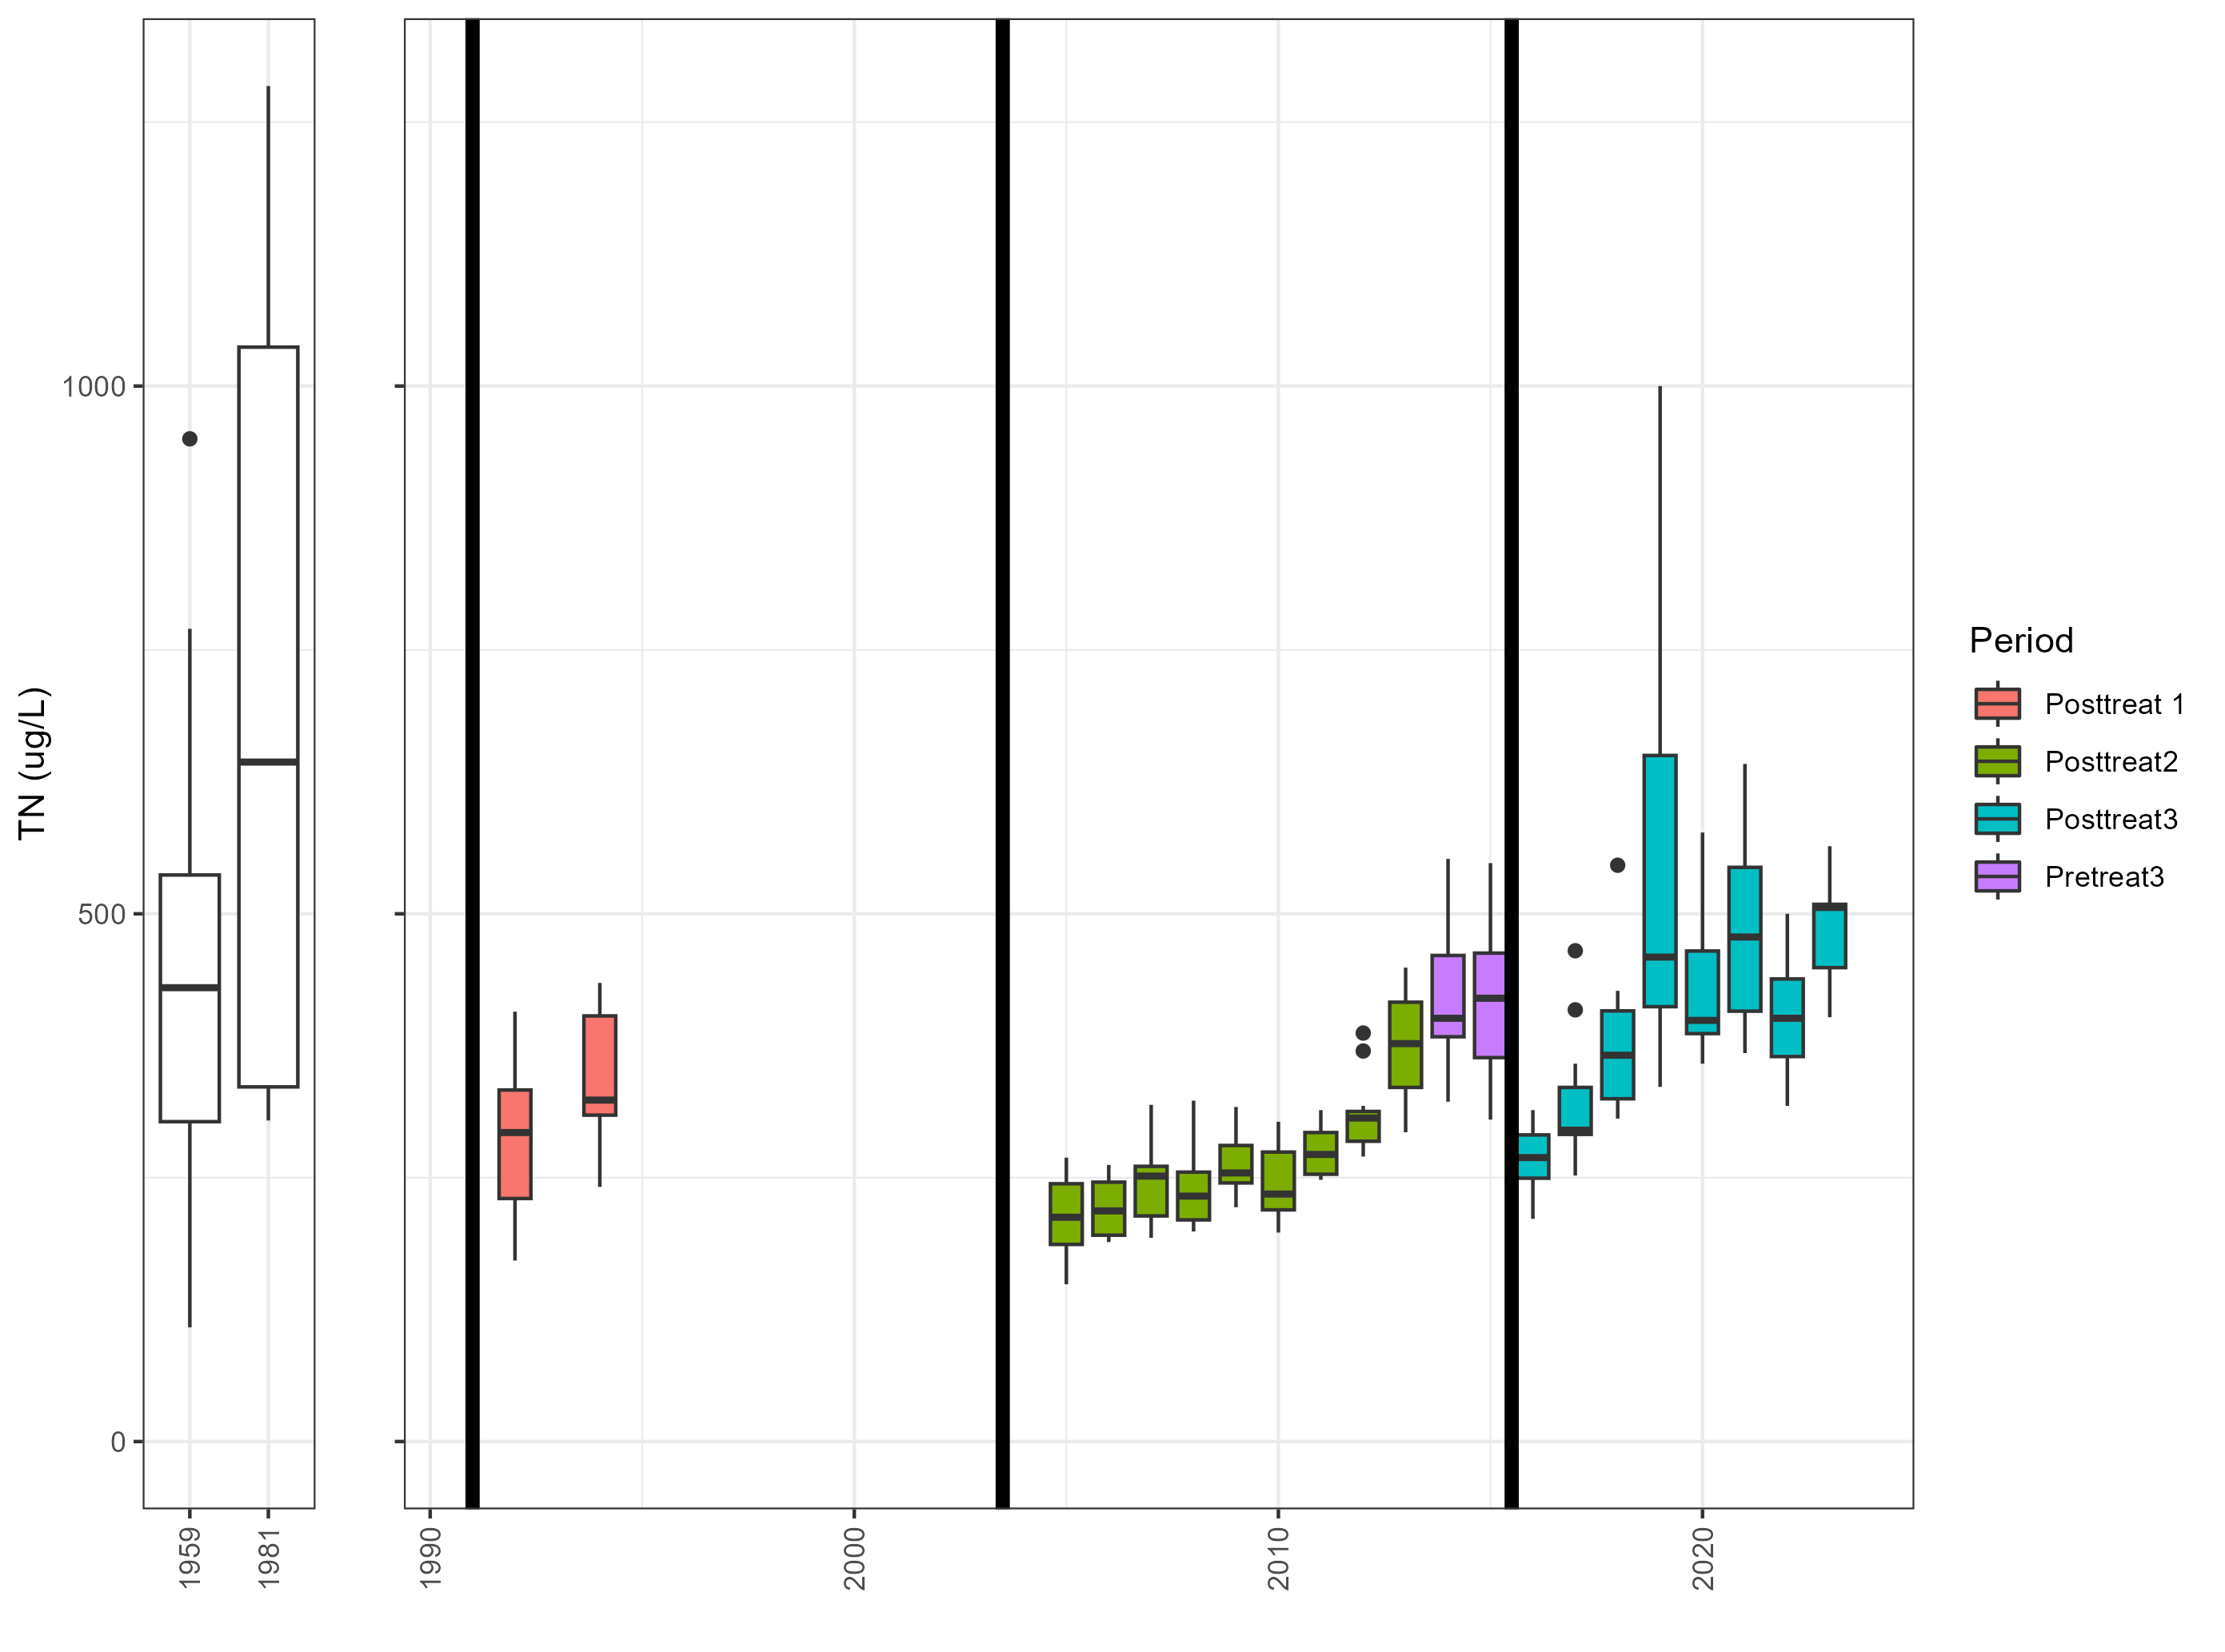 TN (ug/L)
1000
500
0
1959
1981
1990
2000
2010
2020
Period
Posttreat 1
Posttreat2
Posttreat3
Pretreat3